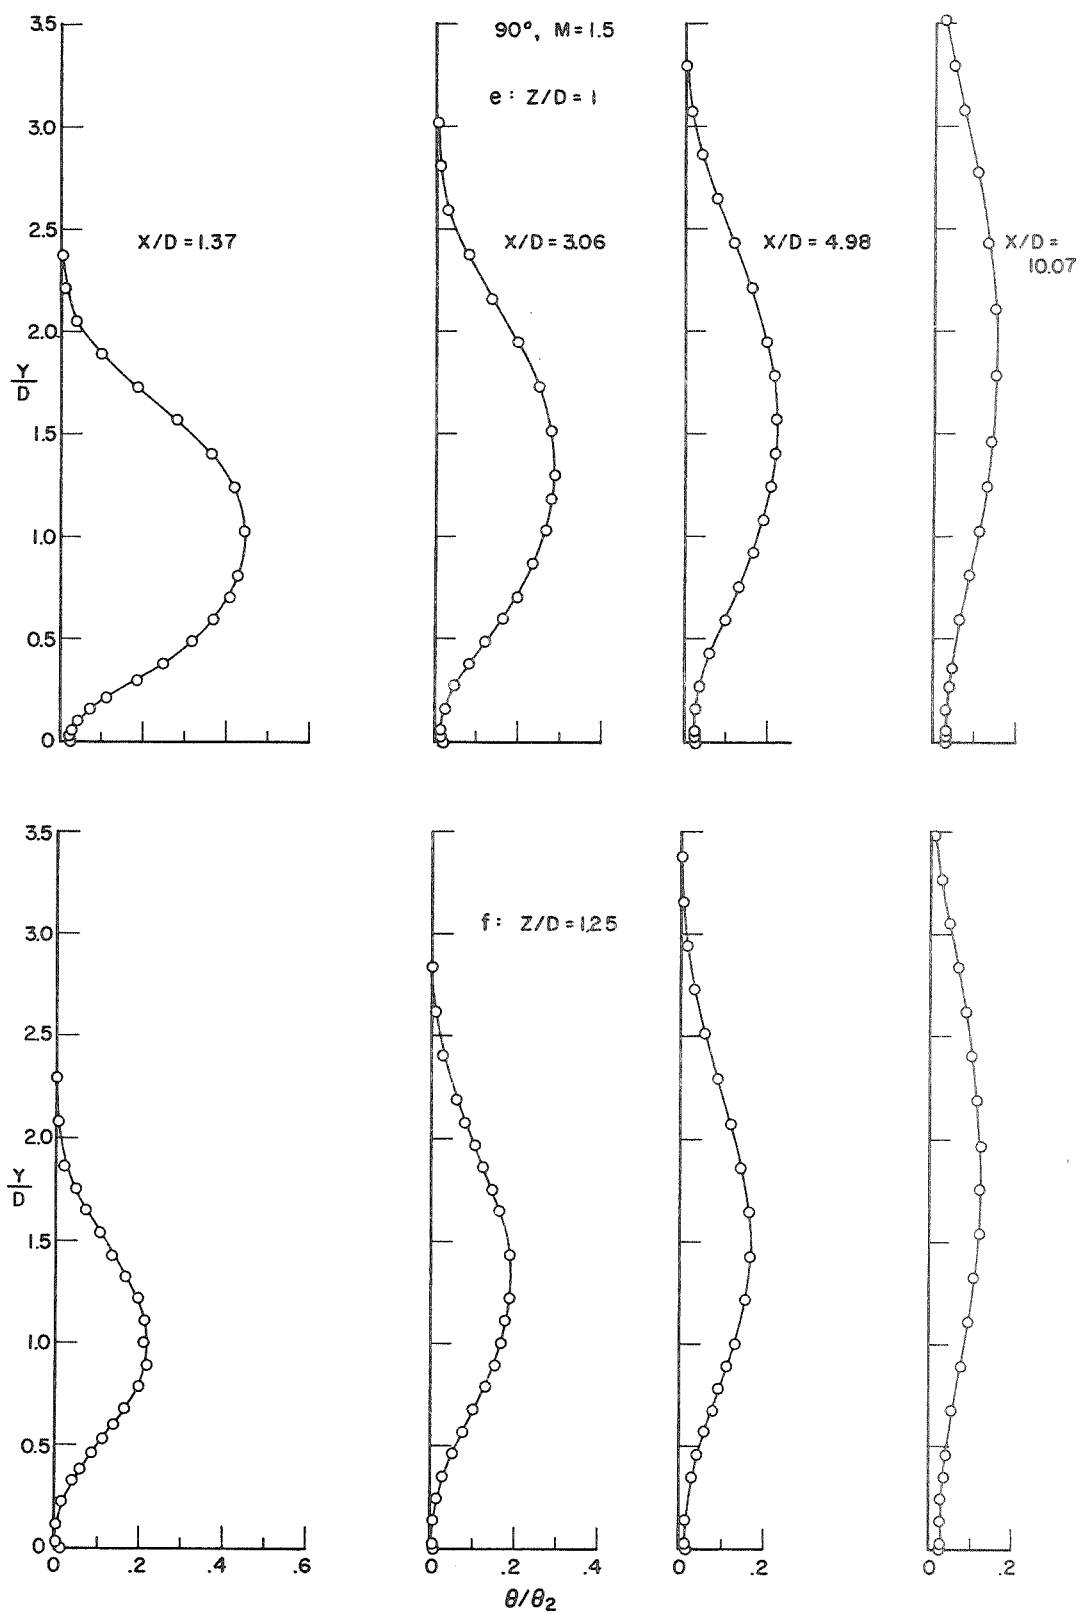 90°, M=1.5
e: Z/D=1
3.5
3.0
2.5
2.0
1.5
1.0
0.5
0
Y
D
X/D=1.37
X/D=3.06
X/D=4.98
X/D=
10.07
f: Z/D=1.25
3.5
3.0
2.5
2.0
1.5
1.0
0.5
0
Y
D
0 .2 .4 .6
0 .2 .4
0 .2
0 .2
θ/θ2